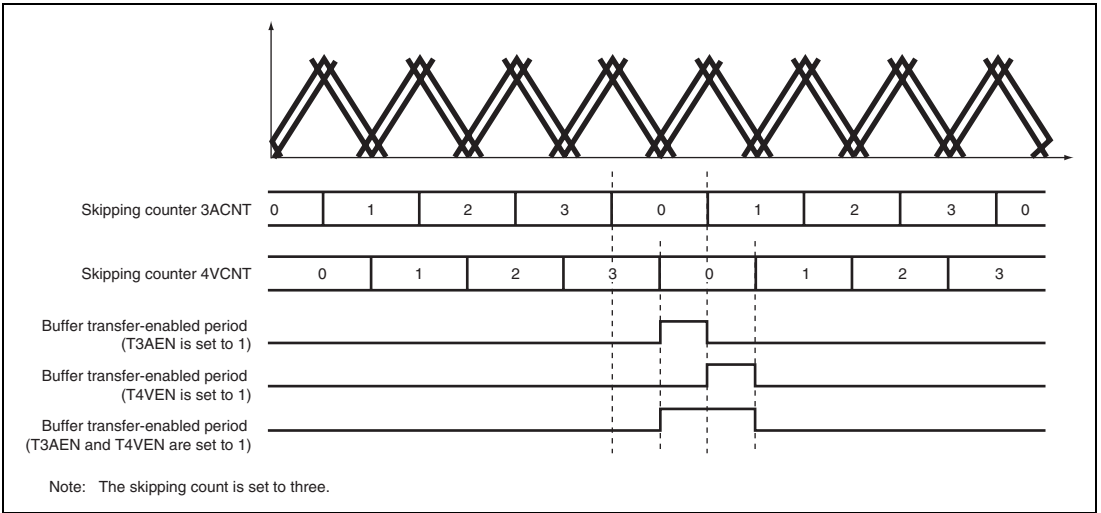 Skipping counter 3ACNT 0 1 2 3 0 1 2 3 0
Skipping counter 4VCNT 0 1 2 3 0 1 2 3
Buffer transfer-enabled period
(T3AEN is set to 1)
Buffer transfer-enabled period
(T4VEN is set to 1)
Buffer transfer-enabled period
(T3AEN and T4VEN are set to 1)
Note: The skipping count is set to three.